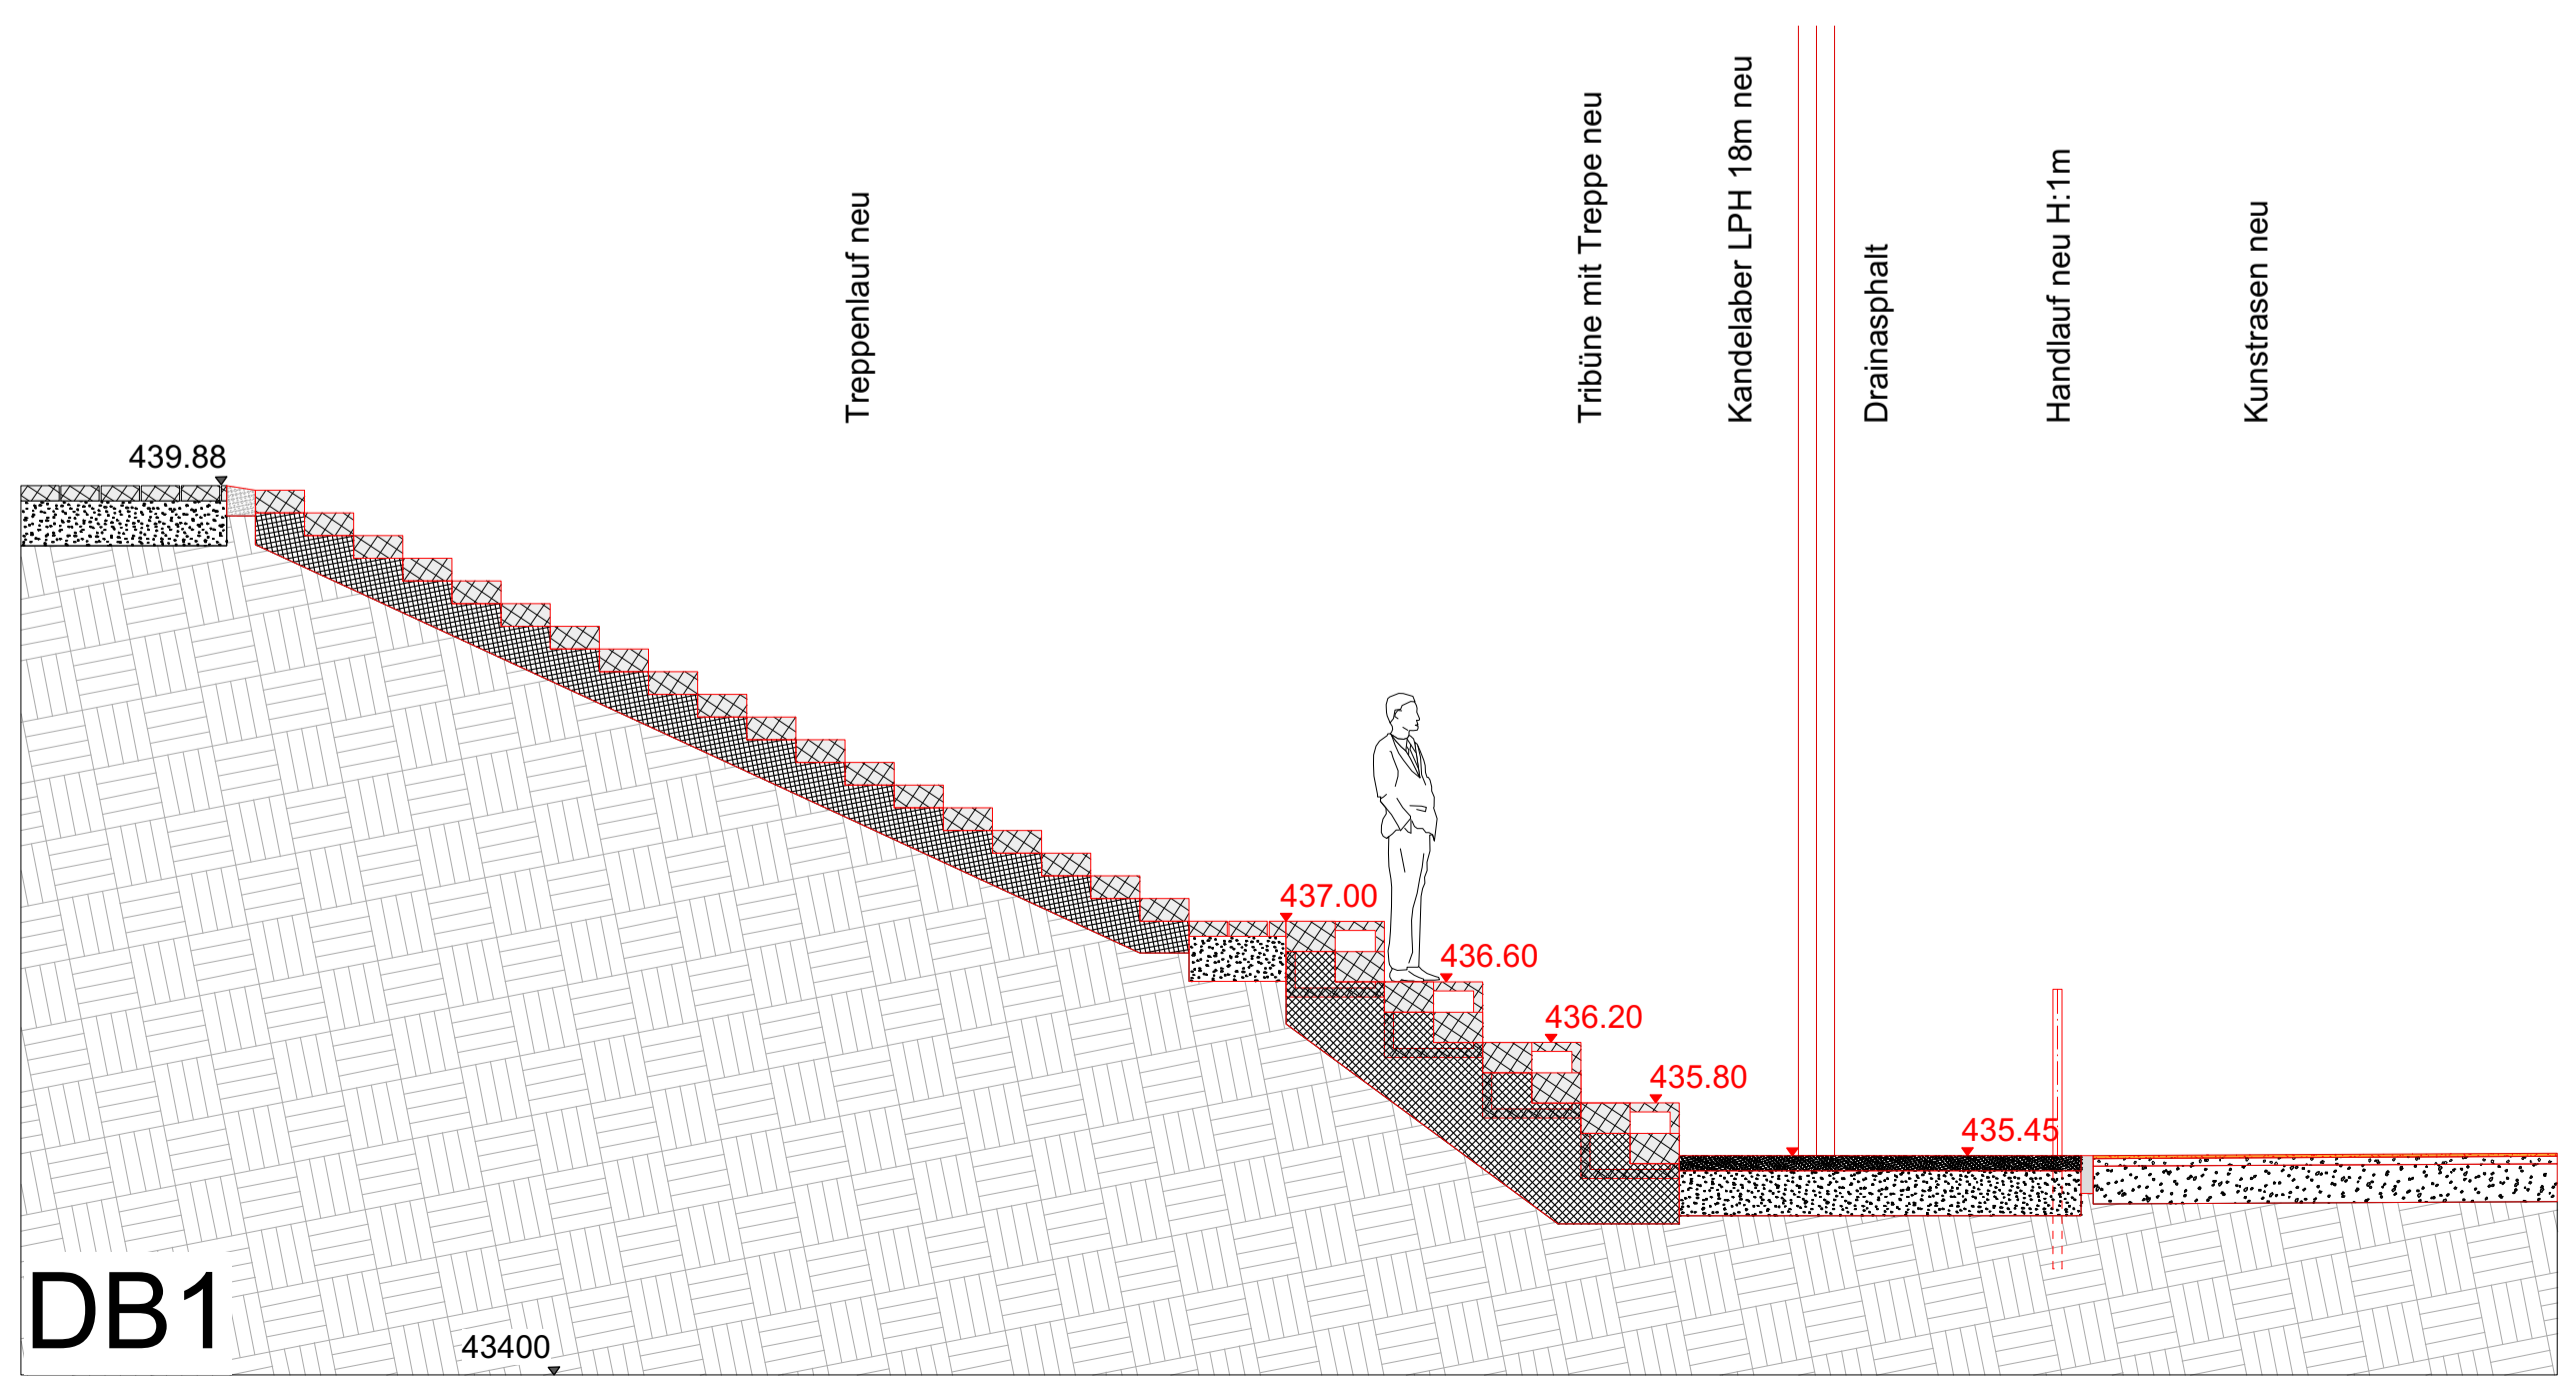 Treppenlauf neu
Tribüne mit Treppe neu
Kandelaber LPH 18m neu
Drainasphalt
Handlauf neu H:1m
Kunstrasen neu
439.88
437.00
436.60
436.20
435.80
435.45
DB1
43400